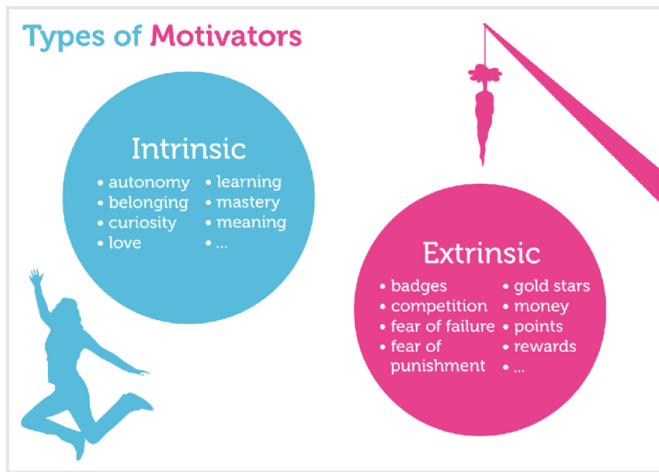 Types of Motivators
Intrinsic
• autonomy
• belonging
• curiosity
• love
• learning
• mastery
• meaning
• ...
Extrinsic
• badges
• competition
• fear of failure
• fear of
punishment
• gold stars
• money
• points
• rewards
• ...